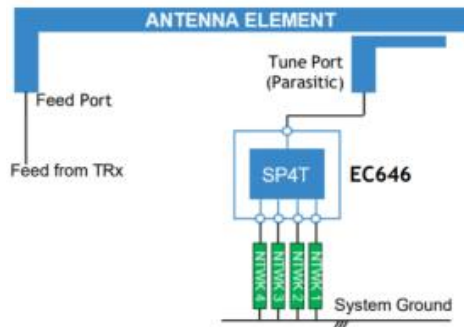 ANTENNA ELEMENT
Tune Port
(Parasitic)
Feed Port
Feed from TRx
SP4T
EC646
NTWK 4
NTWK 3
NTWK 2
NTWK 1
System Ground